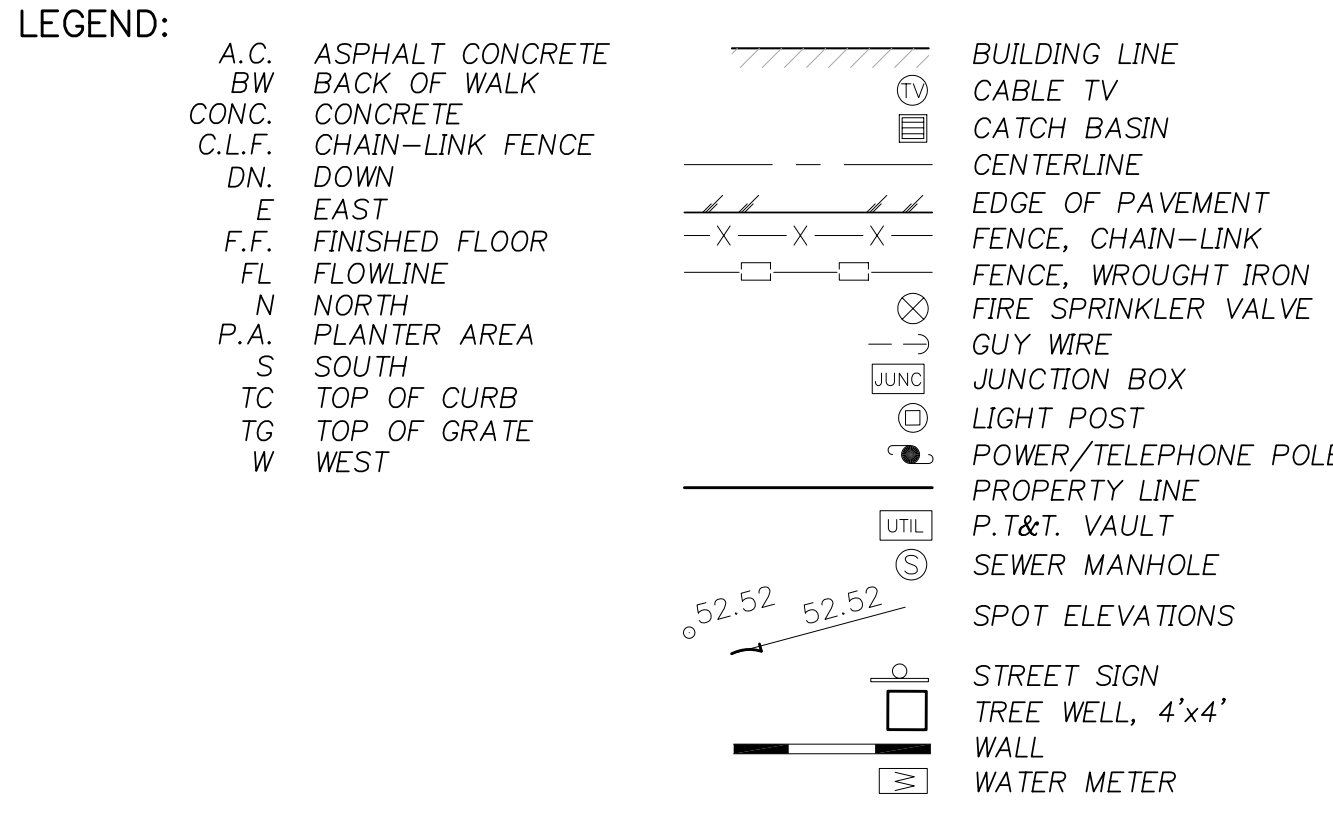 LEGEND:
A.C. ASPHALT CONCRETE
BW BACK OF WALK
CONC. CONCRETE
C.L.F. CHAIN-LINK FENCE
DN. DOWN
E EAST
F.F. FINISHED FLOOR
FL FLOWLINE
N NORTH
P.A. PLANTER AREA
S SOUTH
TC TOP OF CURB
TG TOP OF GRATE
W WEST
BUILDING LINE
TV CABLE TV
CATCH BASIN
CENTERLINE
EDGE OF PAVEMENT
X X X FENCE, CHAIN-LINK
FENCE, WROUGHT IRON
FIRE SPRINKLER VALVE
GUY WIRE
JUNC JUNCTION BOX
LIGHT POST
POWER/TELEPHONE POLE
PROPERTY LINE
UTIL P.T&T. VAULT
S SEWER MANHOLE
52.52 52.52 SPOT ELEVATIONS
STREET SIGN
TREE WELL, 4'x4'
WALL
WATER METER